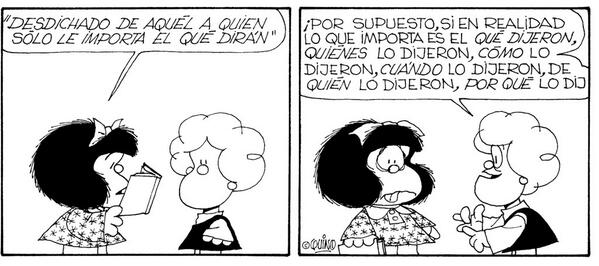 "DESDICHADO DE AQUÉL A QUIEN
SÓLO LE IMPORTA EL QUÉ DIRÁN"
¡POR SUPUESTO, SI EN REALIDAD
LO QUE IMPORTA ES EL QUÉ DIJERON,
QUIÉNES LO DIJERON, CÓMO LO
DIJERON, CUÁNDO LO DIJERON, DE
QUIÉN LO DIJERON, POR QUÉ LO DIJ
©QUINO